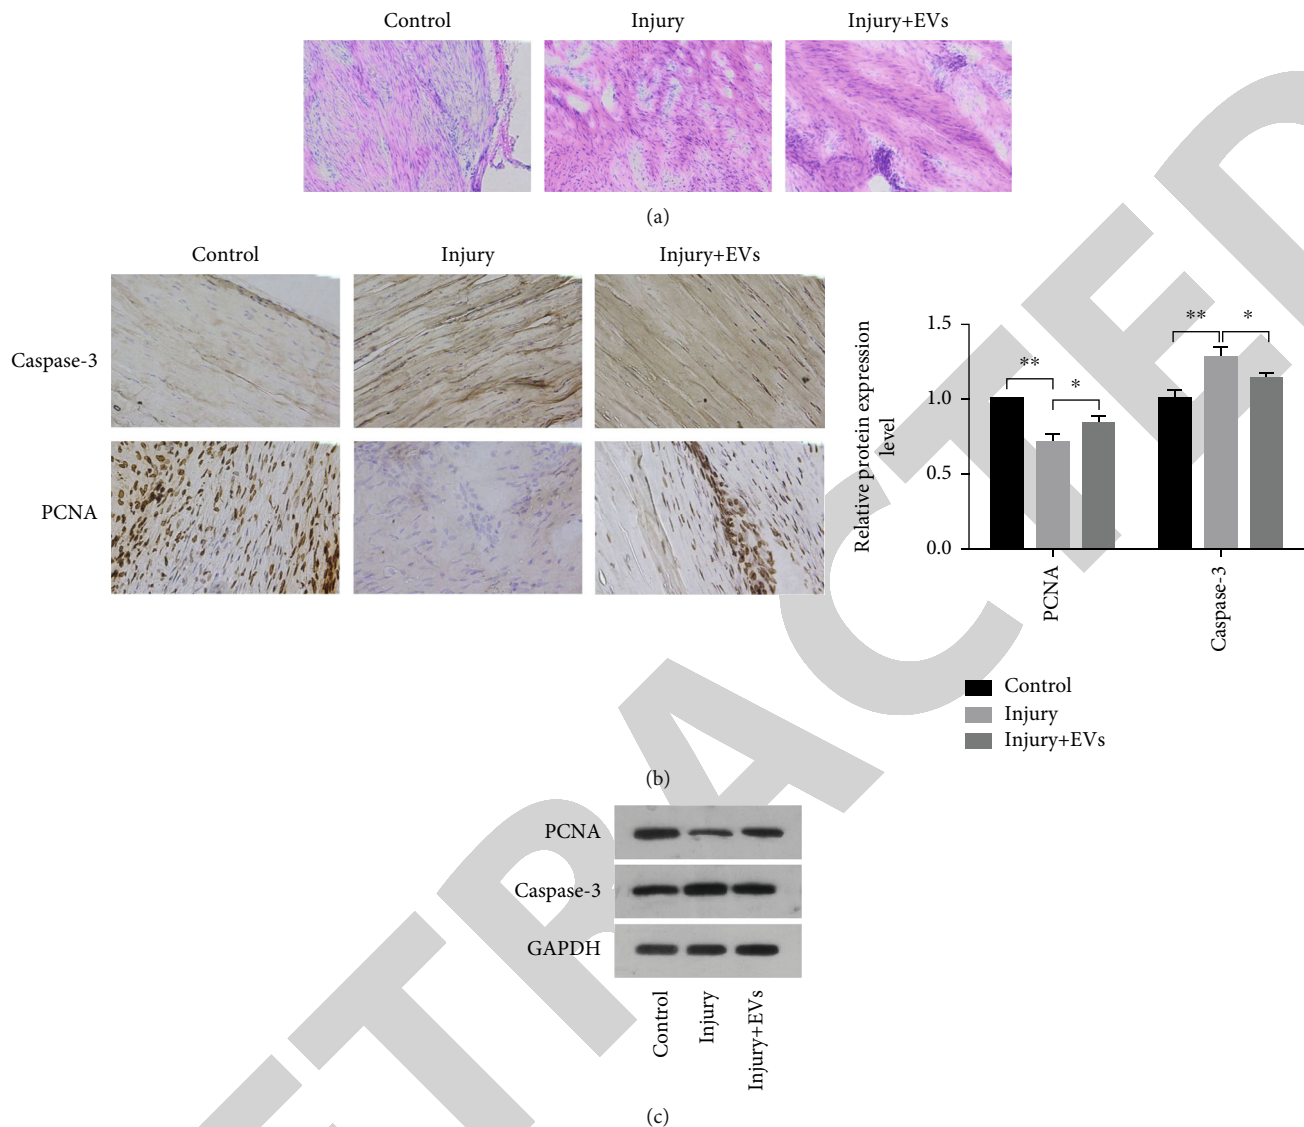 Control Injury Injury+EVs
(a)
Control Injury Injury+EVs
Caspase-3
PCNA
Relative protein expression
level
1.5
1.0
0.5
0.0
** * ** *
PCNA Caspase-3
Control
Injury
Injury+EVs
(b)
PCNA
Caspase-3
GAPDH
Control Injury Injury+EVs
(c)
RETRACTED